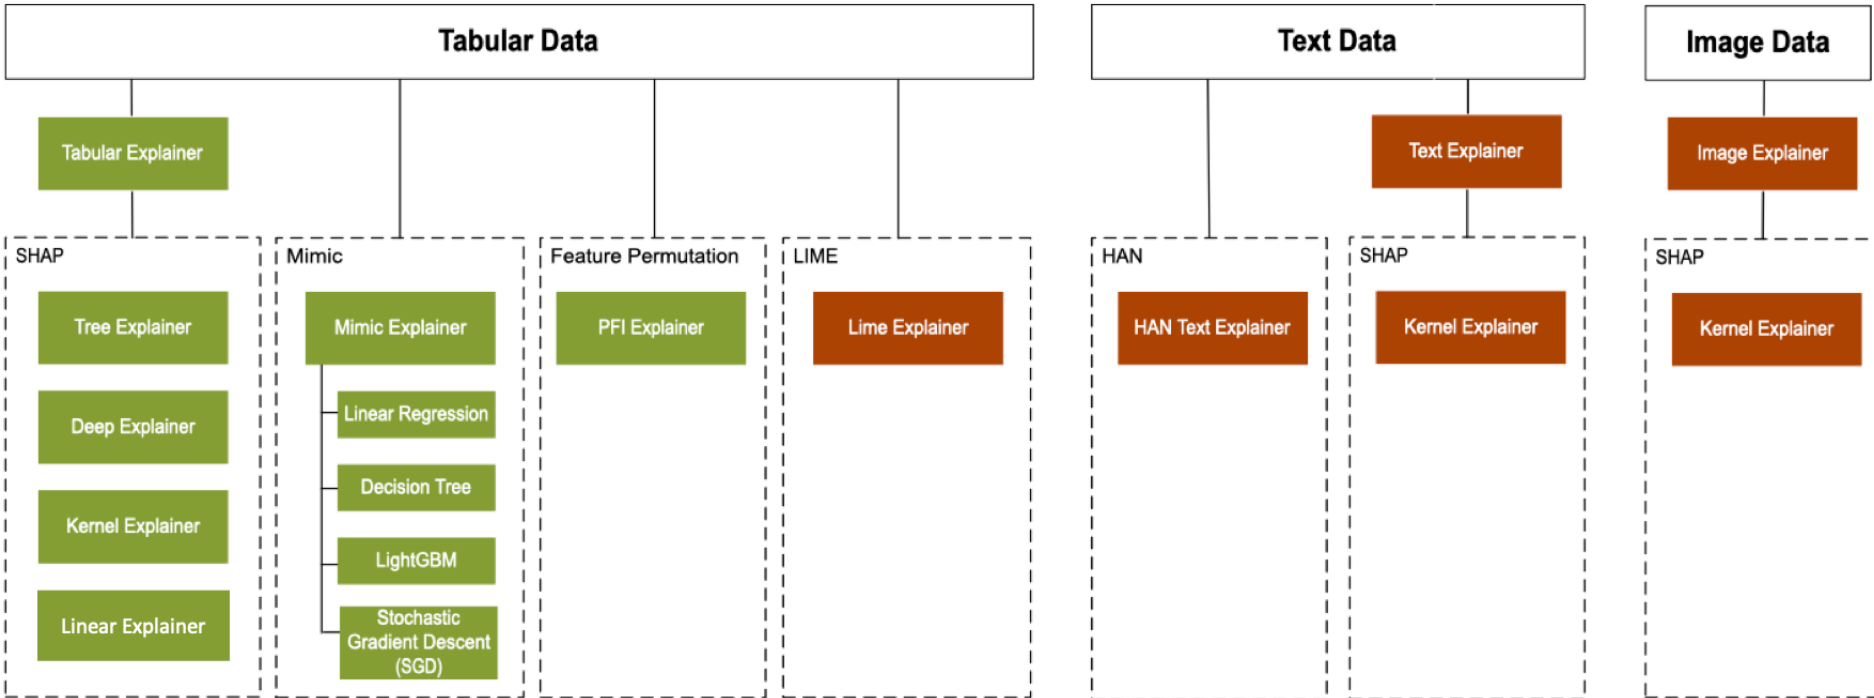 Tabular Data
Text Data
Image Data
Tabular Explainer
Text Explainer
Image Explainer
SHAP
Tree Explainer
Deep Explainer
Kernel Explainer
Linear Explainer
Mimic
Mimic Explainer
Linear Regression
Decision Tree
LightGBM
Stochastic
Gradient Descent
(SGD)
Feature Permutation
PFI Explainer
LIME
Lime Explainer
HAN
HAN Text Explainer
SHAP
Kernel Explainer
SHAP
Kernel Explainer